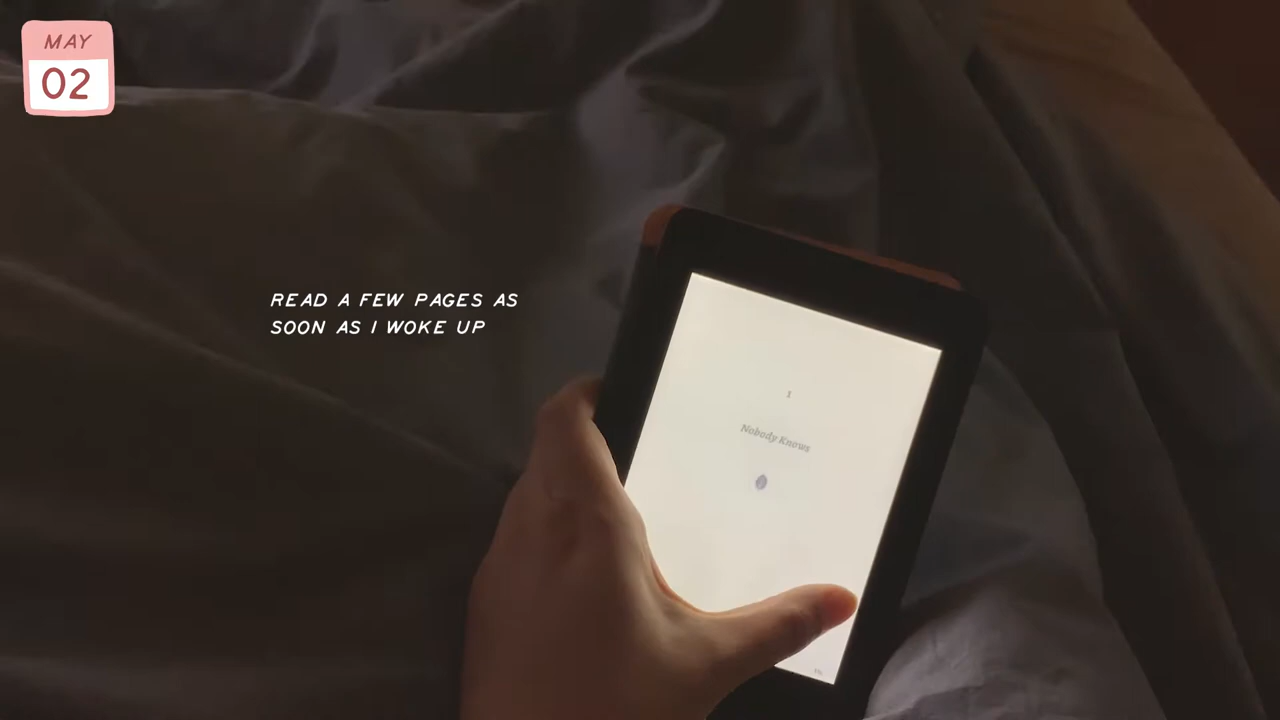 MAY
02
READ A FEW PAGES AS
SOON AS I WOKE UP
1
Nobody Knows